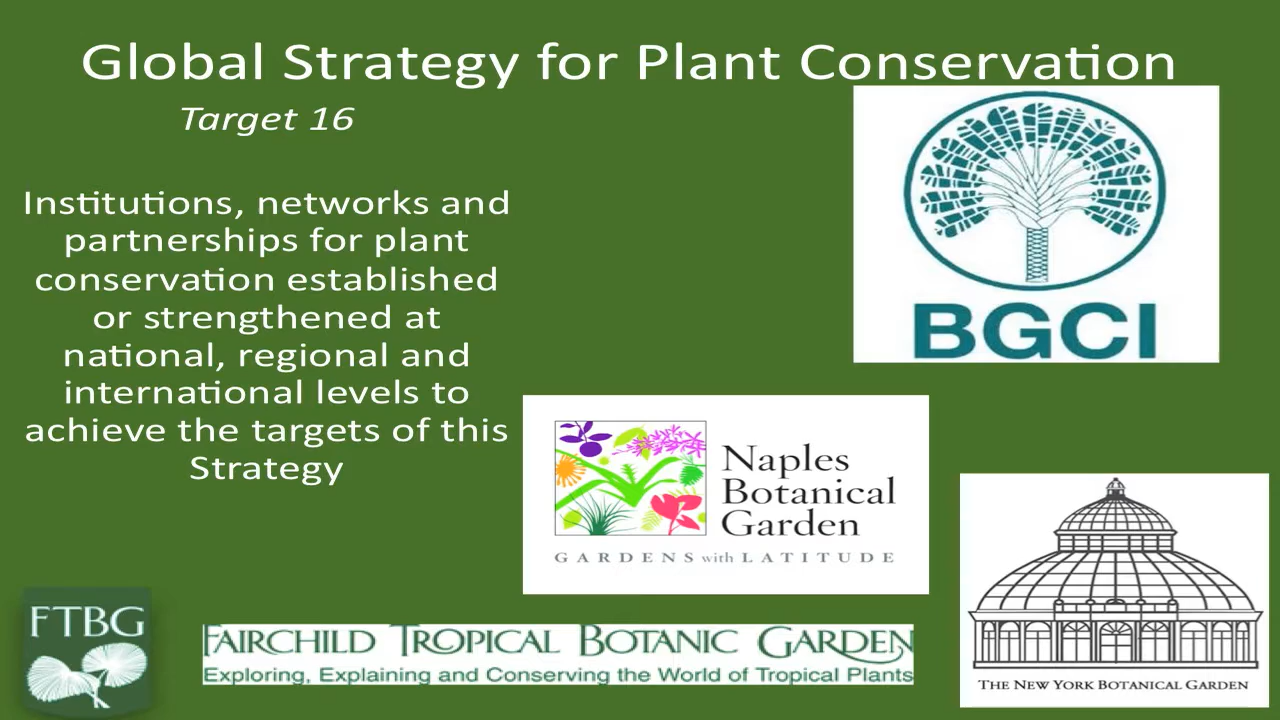 Global Strategy for Plant Conservation
Target 16
Institutions, networks and
partnerships for plant
conservation established
or strengthened at
national, regional and
international levels to
achieve the targets of this
Strategy
BGCI
Naples
Botanical
Garden
GARDENS with LATITUDE
THE NEW YORK BOTANICAL GARDEN
FTBG
FAIRCHILD TROPICAL BOTANIC GARDEN
Exploring, Explaining and Conserving the World of Tropical Plants